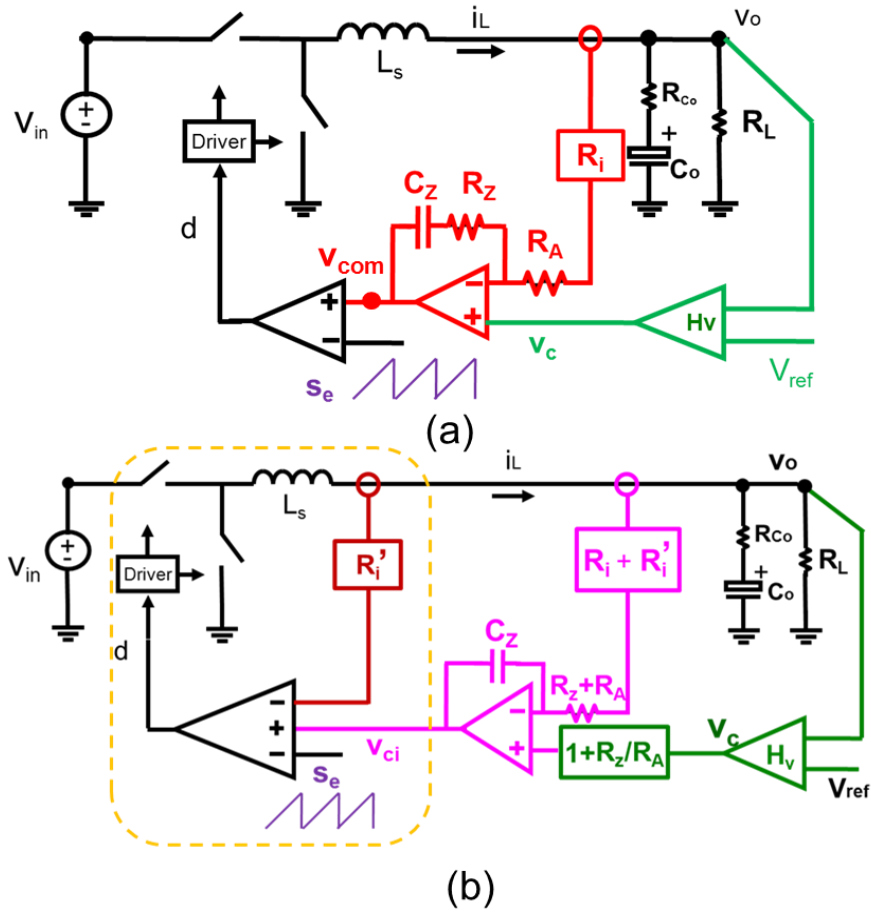 iL
vo
Ls
Vin
Driver
RCo
+
Co
RL
Ri
CZ
RZ
RA
d
vcom
Hv
vc
Vref
se
(a)
iL
vo
Ls
Vin
Driver
Ri'
Ri + Ri'
RCo
+
Co
RL
d
CZ
Rz+RA
vci
1+Rz/RA
vc
Hv
Vref
se
(b)